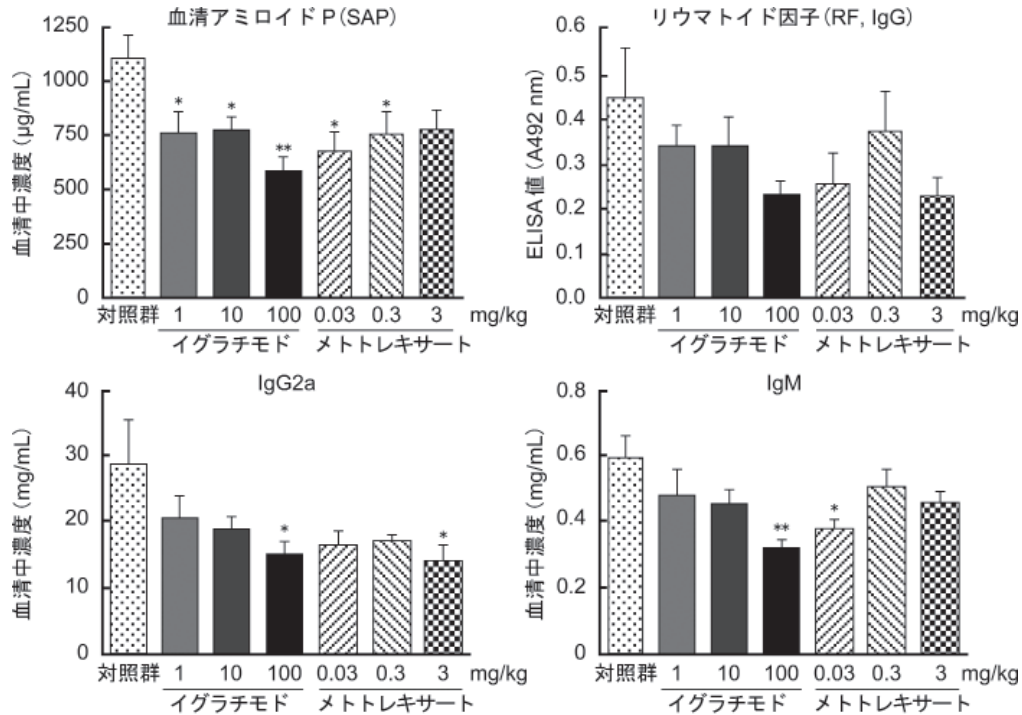 血清アミロイド P(SAP)
血清中濃度(μg/mL)
1250
1000
750
500
250
0
* * ** * *
対照群 1 10 100 0.03 0.3 3 mg/kg
イグラチモド メトトレキサート
リウマトイド因子(RF, IgG)
ELISA値(A492 nm)
0.6
0.5
0.4
0.3
0.2
0.1
0.0
対照群 1 10 100 0.03 0.3 3 mg/kg
イグラチモド メトトレキサート
IgG2a
血清中濃度(mg/mL)
40
30
20
10
0
* *
対照群 1 10 100 0.03 0.3 3 mg/kg
イグラチモド メトトレキサート
IgM
血清中濃度(mg/mL)
0.8
0.6
0.4
0.2
0
** *
対照群 1 10 100 0.03 0.3 3 mg/kg
イグラチモド メトトレキサート